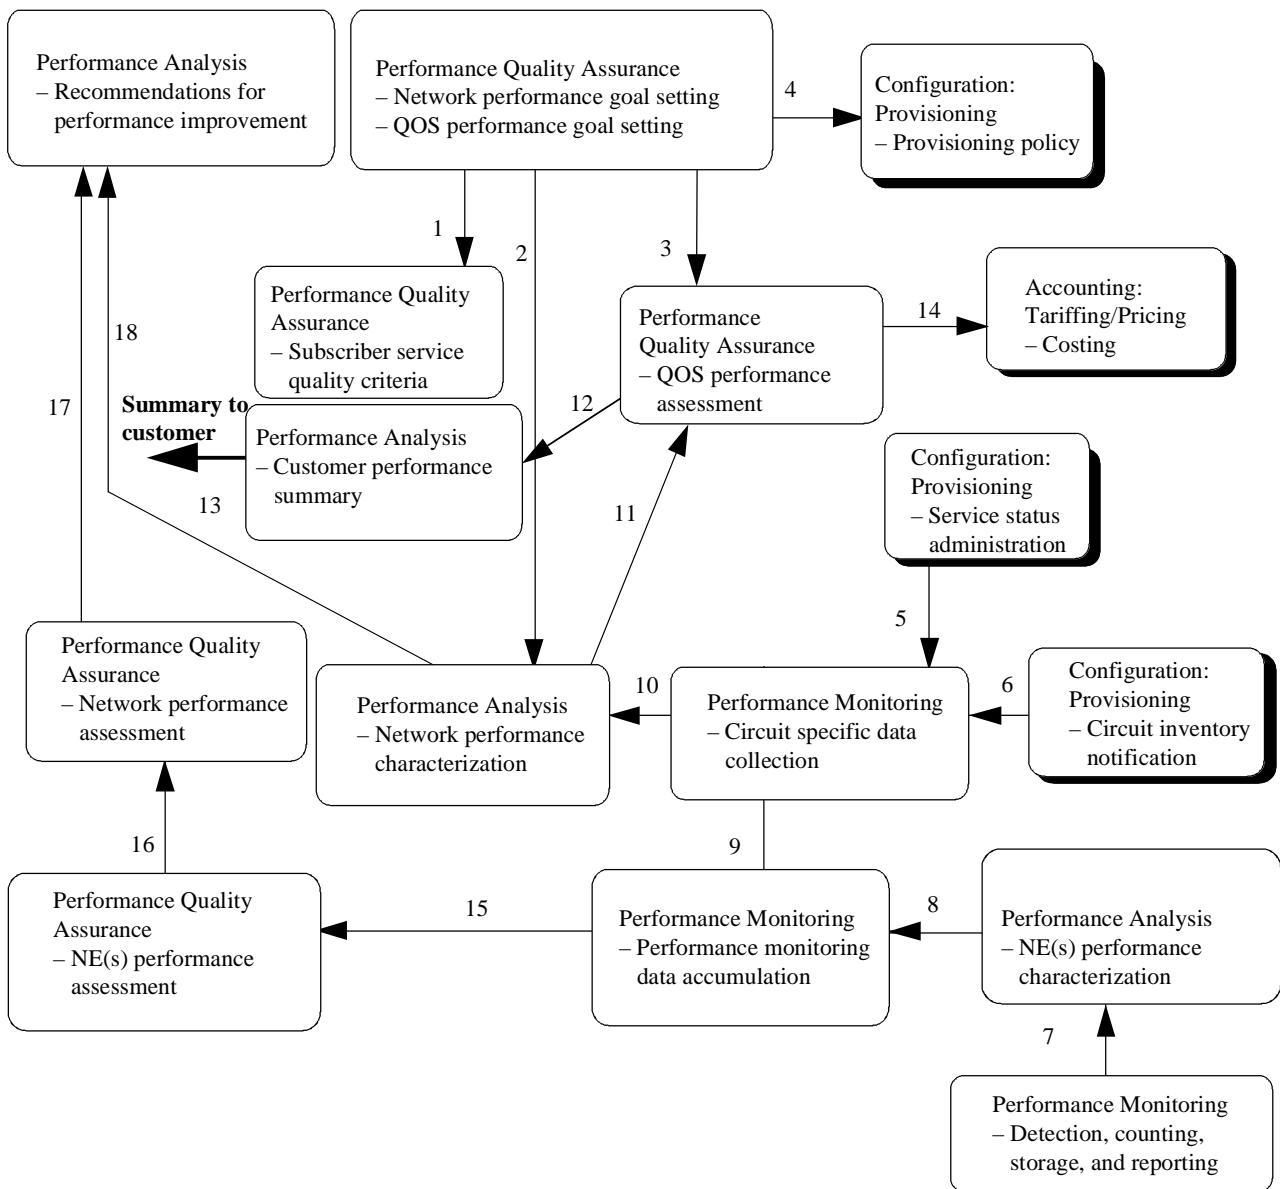 Performance Analysis
– Recommendations for
performance improvement
Performance Quality Assurance
– Network performance goal setting
– QOS performance goal setting
4
Configuration:
Provisioning
– Provisioning policy
1
2
3
Performance Quality
Assurance
– Subscriber service
quality criteria
Performance
Quality Assurance
– QOS performance
assessment
14
Accounting:
Tariffing/Pricing
– Costing
18
17
Summary to
customer
12
Performance Analysis
– Customer performance
summary
13
11
Configuration:
Provisioning
– Service status
administration
5
Performance Quality
Assurance
– Network performance
assessment
Performance Analysis
– Network performance
characterization
10
Performance Monitoring
– Circuit specific data
collection
6
Configuration:
Provisioning
– Circuit inventory
notification
16
9
Performance Quality
Assurance
– NE(s) performance
assessment
15
Performance Monitoring
– Performance monitoring
data accumulation
8
Performance Analysis
– NE(s) performance
characterization
7
Performance Monitoring
– Detection, counting,
storage, and reporting